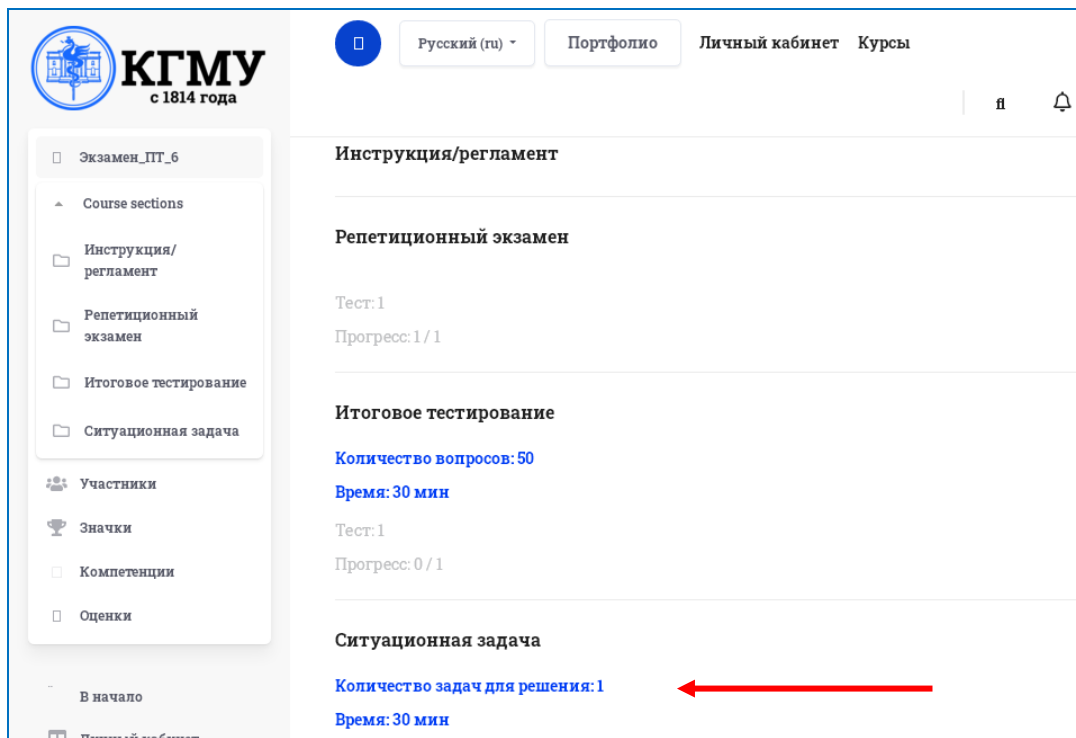 КГМУ
с 1814 года
Русский (ru)
Портфолио
Личный кабинет
Курсы
Экзамен_ПТ_6
Course sections
Инструкция/
регламент
Репетиционный
экзамен
Итоговое тестирование
Ситуационная задача
Участники
Значки
Компетенции
Оценки
В начало
Личный кабинет
Инструкция/регламент
Репетиционный экзамен
Тест: 1
Прогресс: 1 / 1
Итоговое тестирование
Количество вопросов: 50
Время: 30 мин
Тест: 1
Прогресс: 0 / 1
Ситуационная задача
Количество задач для решения: 1
Время: 30 мин